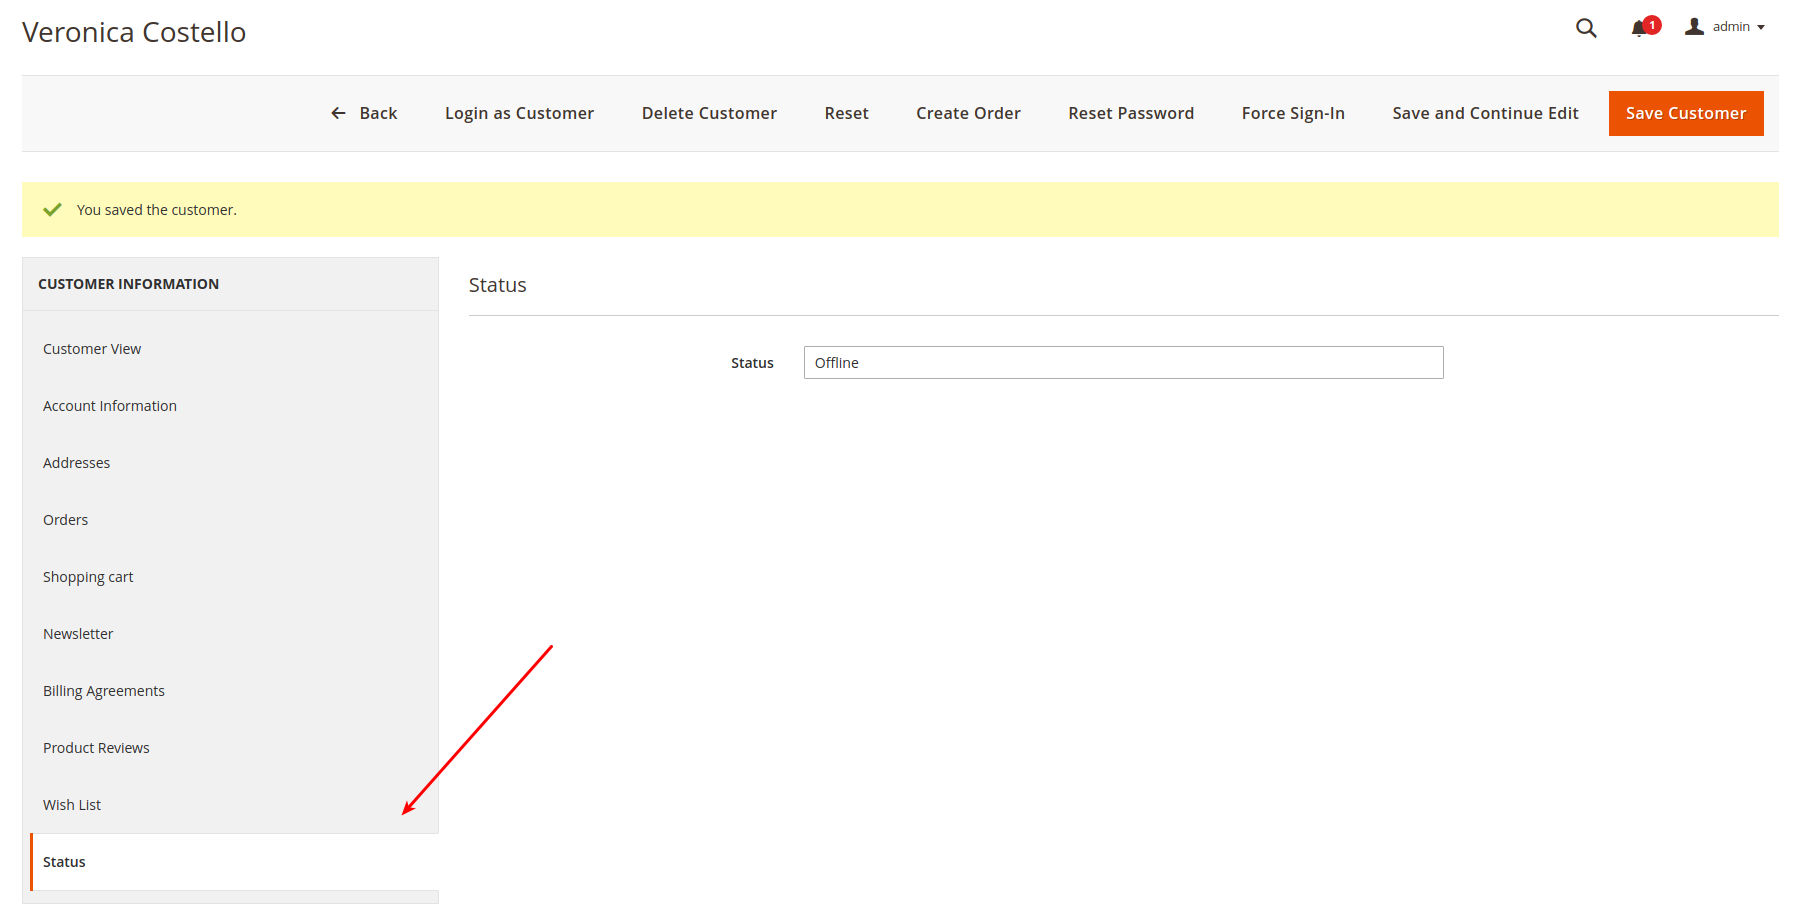 Veronica Costello
1
admin
Back Login as Customer Delete Customer Reset Create Order Reset Password Force Sign-In Save and Continue Edit Save Customer
You saved the customer.
CUSTOMER INFORMATION
Customer View
Account Information
Addresses
Orders
Shopping cart
Newsletter
Billing Agreements
Product Reviews
Wish List
Status
Status
Status Offline